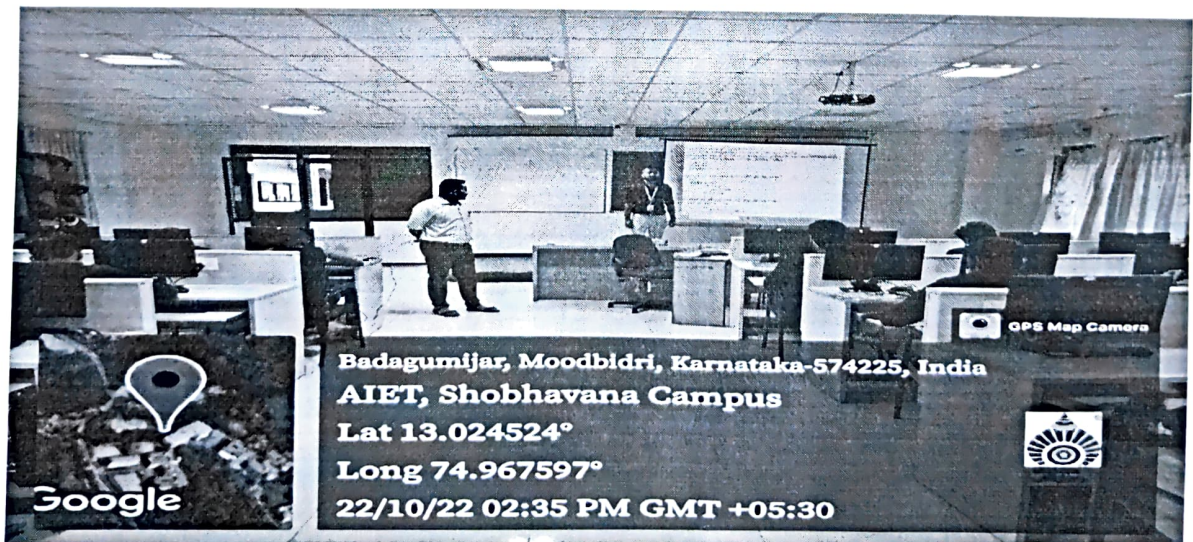 GPS Map Camera
Badagumijar, Moodbidri, Karnataka-574225, India
AIET, Shobhavana Campus
Lat 13.024524°
Long 74.967597°
22/10/22 02:35 PM GMT +05:30
Google